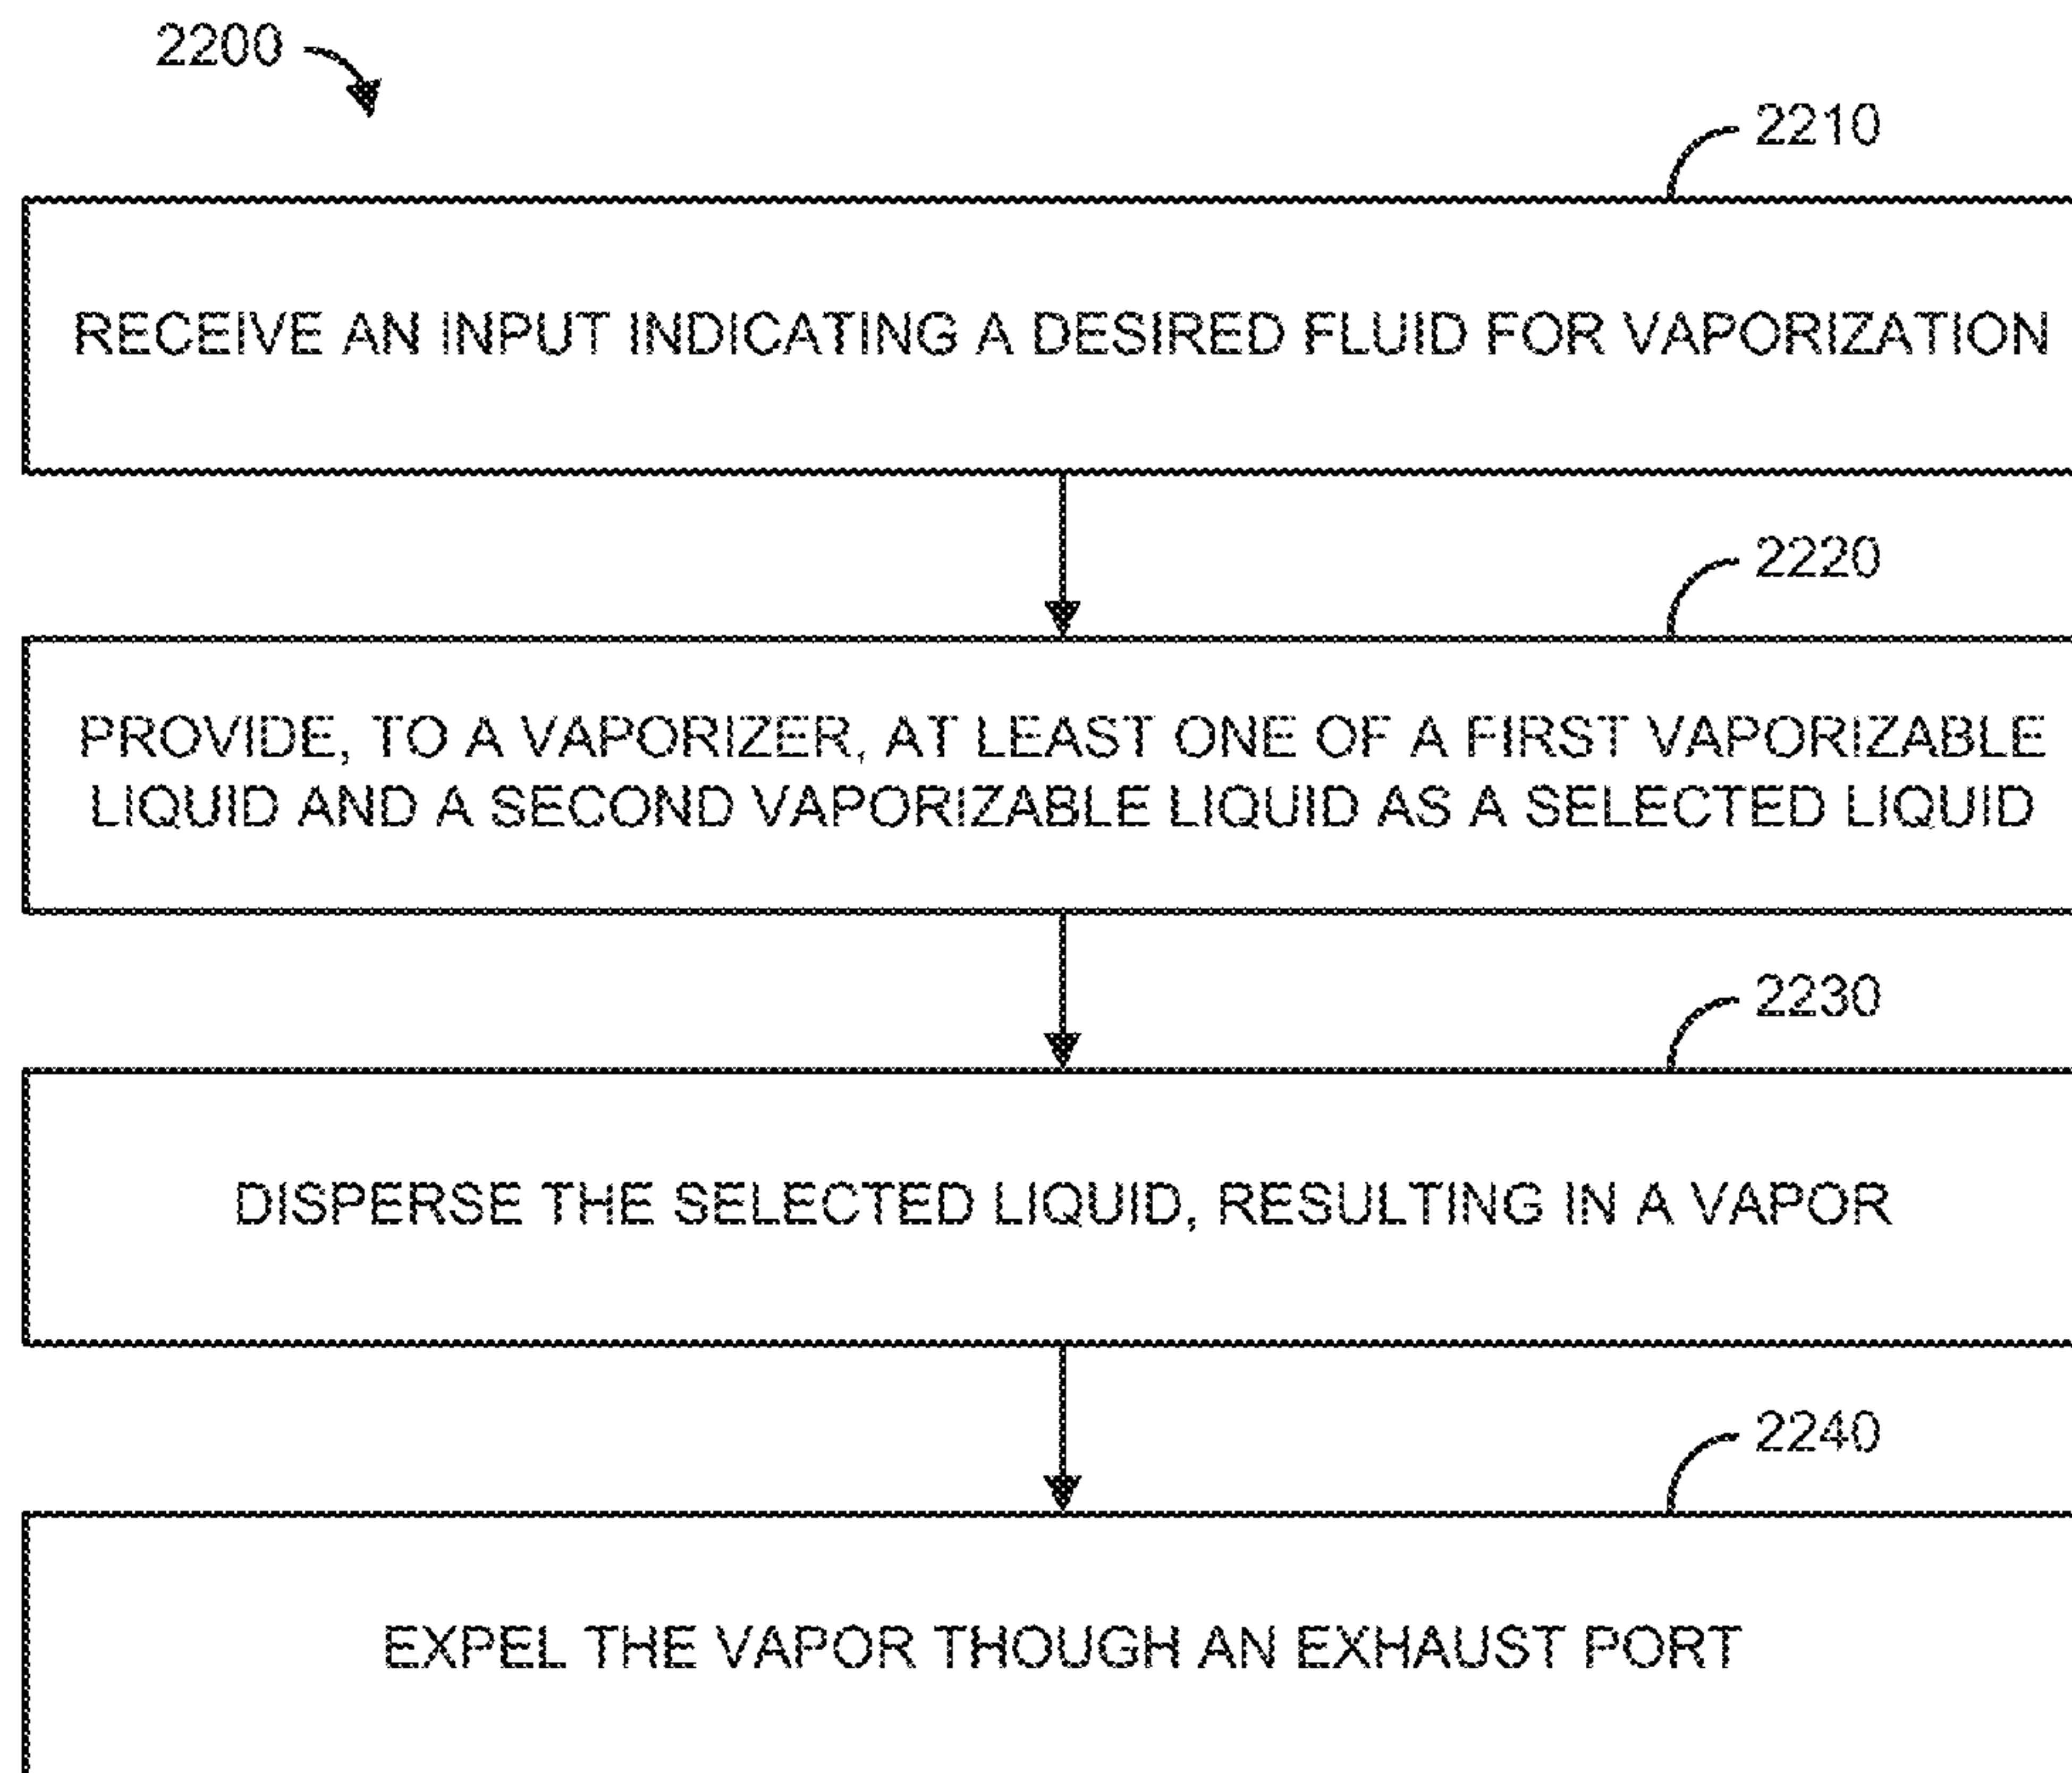 2200
2210
RECEIVE AN INPUT INDICATING A DESIRED FLUID FOR VAPORIZATION
2220
PROVIDE, TO A VAPORIZER, AT LEAST ONE OF A FIRST VAPORIZABLE
LIQUID AND A SECOND VAPORIZABLE LIQUID AS A SELECTED LIQUID
2230
DISPERSE THE SELECTED LIQUID, RESULTING IN A VAPOR
2240
EXPEL THE VAPOR THOUGH AN EXHAUST PORT